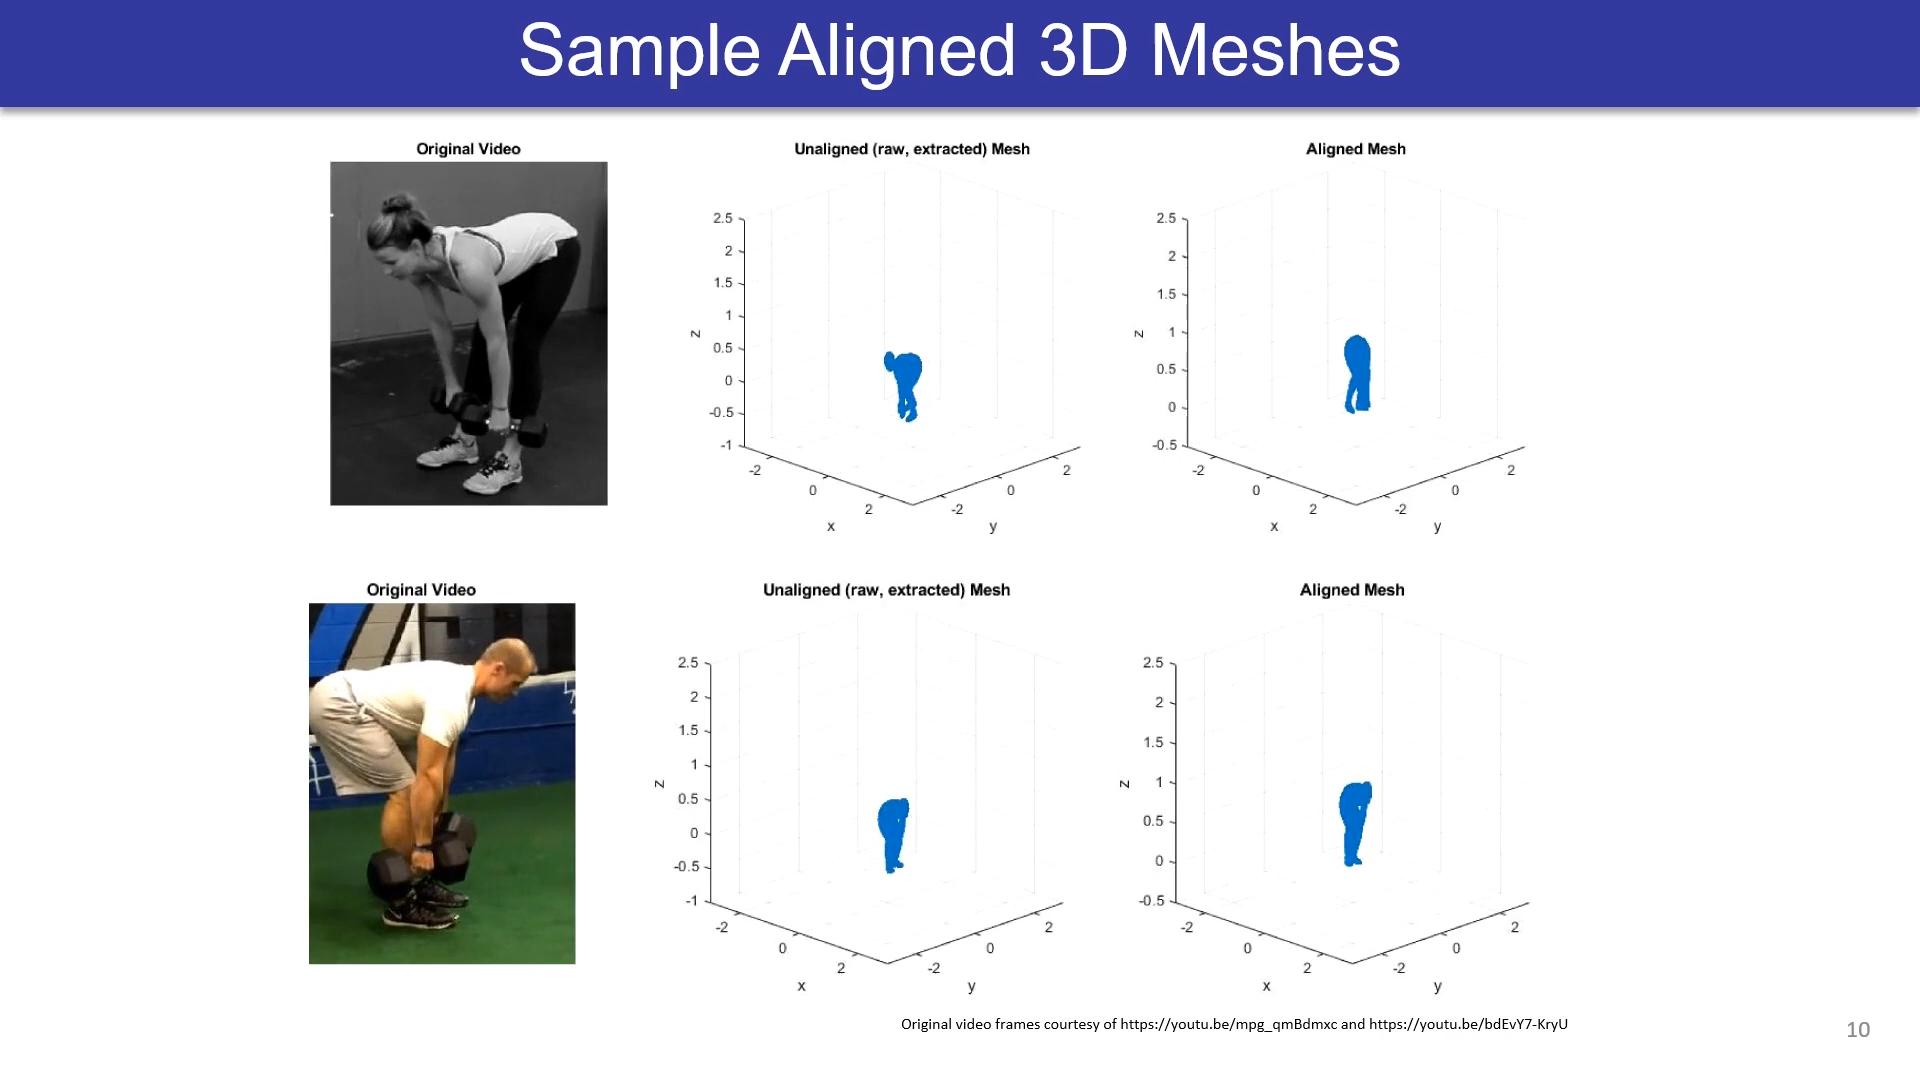 Sample Aligned 3D Meshes
Original Video
Unaligned (raw, extracted) Mesh
Aligned Mesh
2.5
2
1.5
1
0.5
0
-0.5
-1
z
-2
0
2
x
-2
0
2
y
2.5
2
1.5
1
0.5
0
-0.5
z
-2
0
2
x
-2
0
2
y
Original Video
Unaligned (raw, extracted) Mesh
Aligned Mesh
2.5
2
1.5
1
0.5
0
-0.5
-1
z
-2
0
2
x
-2
0
2
y
2.5
2
1.5
1
0.5
0
-0.5
z
-2
0
2
x
-2
0
2
y
Original video frames courtesy of https://youtu.be/mpg_qmBdmxc and https://youtu.be/bdEvY7-KryU
10